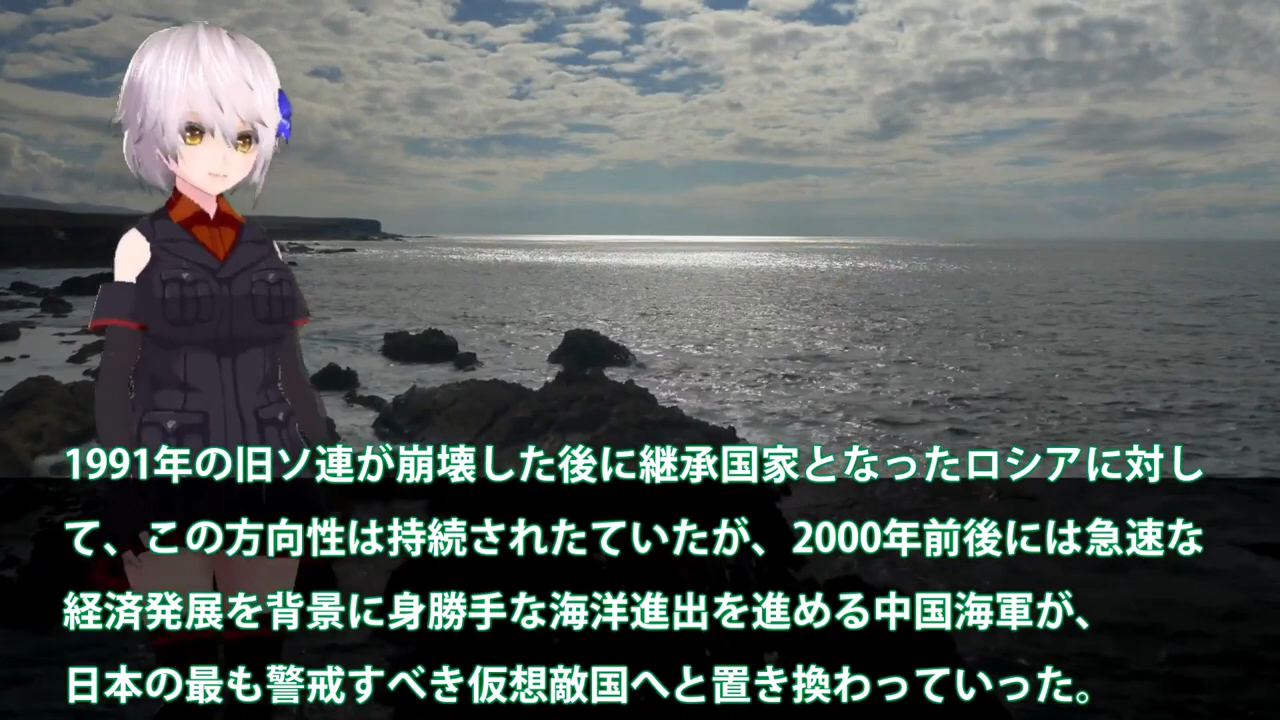 1991年の旧ソ連が崩壊した後に継承国家となったロシアに対し
て、この方向性は持続されたていたが、2000年前後には急速な
経済発展を背景に身勝手な海洋進出を進める中国海軍が、
日本の最も警戒すべき仮想敵国へと置き換わっていった。